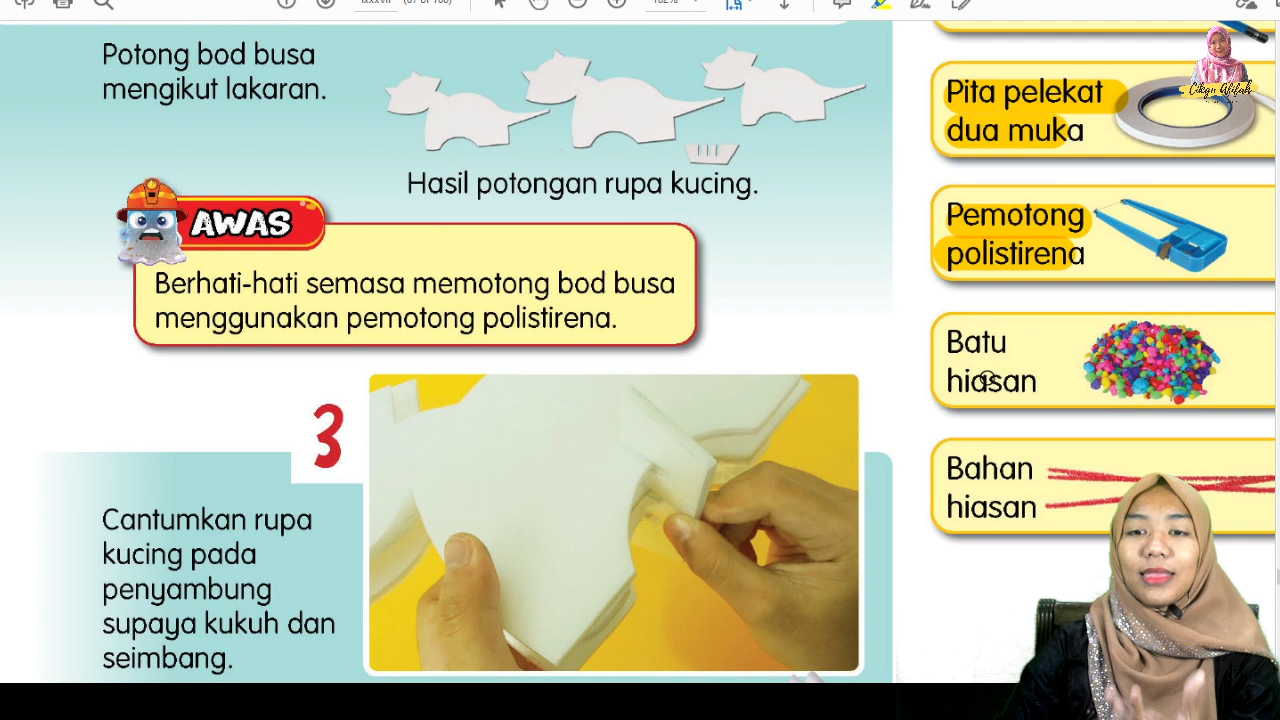 Potong bod busa
mengikut lakaran.
Hasil potongan rupa kucing.
AWAS
Berhati-hati semasa memotong bod busa
menggunakan pemotong polistirena.
3
Cantumkan rupa
kucing pada
penyambung
supaya kukuh dan
seimbang.
Pita pelekat
dua muka
Pemotong
polistirena
Batu
hiasan
Bahan
hiasan
Cikgu Afifah